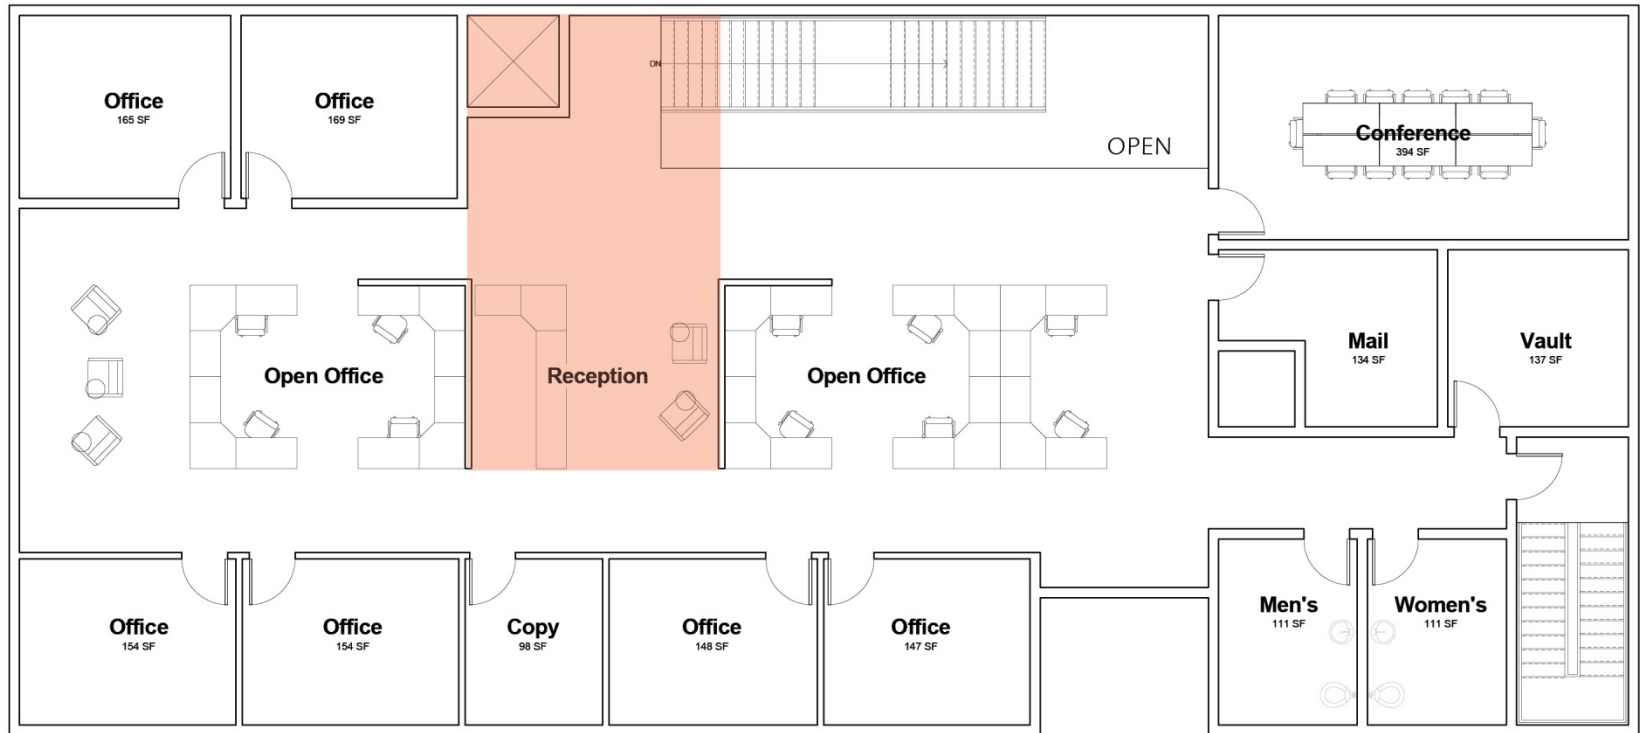 Office
165 SF
Office
169 SF
DN
OPEN
Conference
394 SF
Open Office
Reception
Open Office
Mail
134 SF
Vault
137 SF
Office
154 SF
Office
154 SF
Copy
98 SF
Office
148 SF
Office
147 SF
Men's
111 SF
Women's
111 SF